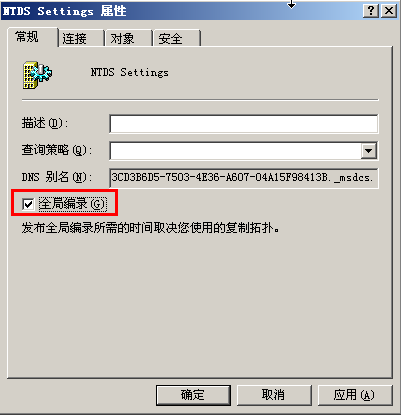 NTDS Settings 属性
常规 连接 对象 安全
NTDS Settings
描述(D):
查询策略(Q):
DNS 别名(N): 3CD3B6D5-7503-4E36-A607-04A15F98413B._msdcs.
全局编录(G)
发布全局编录所需的时间取决您使用的复制拓扑。
确定 取消 应用(A)